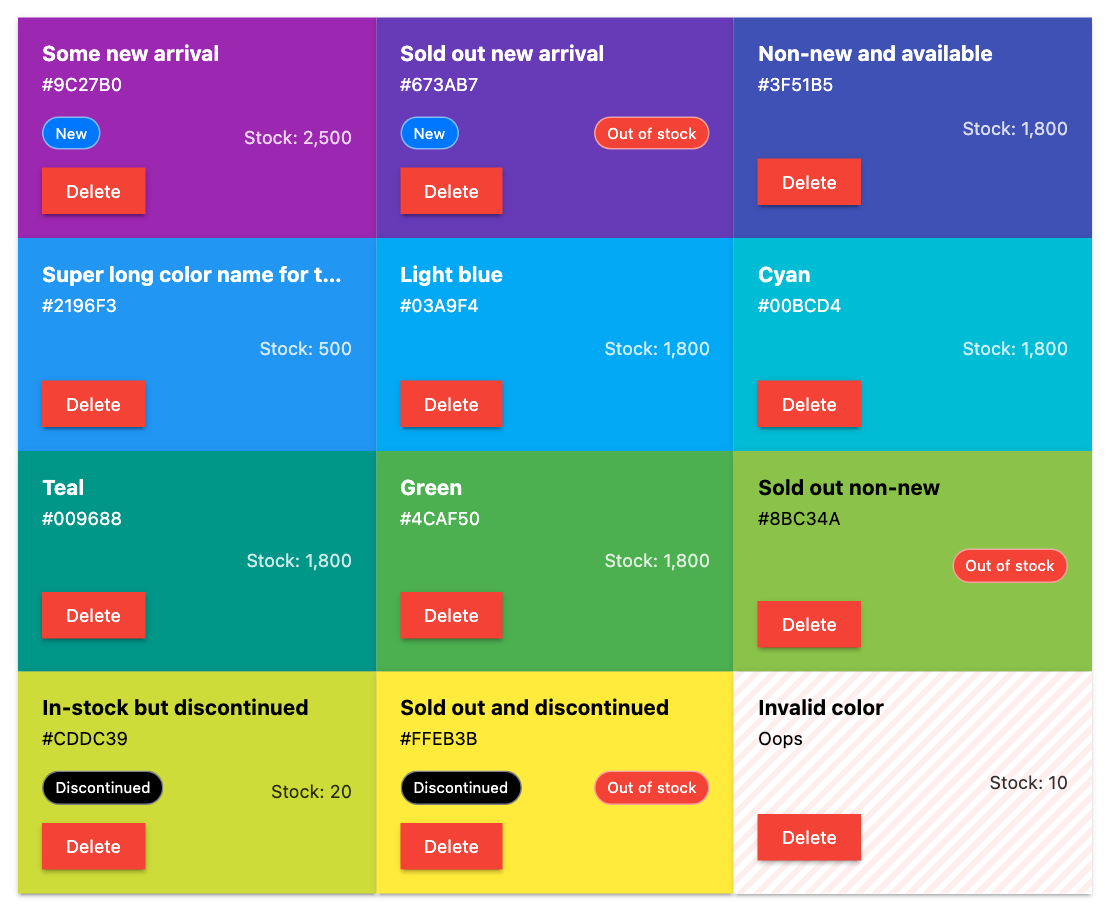 Some new arrival
#9C27B0
New
Stock: 2,500
Delete
Sold out new arrival
#673AB7
New
Out of stock
Delete
Non-new and available
#3F51B5
Stock: 1,800
Delete
Super long color name for t...
#2196F3
Stock: 500
Delete
Light blue
#03A9F4
Stock: 1,800
Delete
Cyan
#00BCD4
Stock: 1,800
Delete
Teal
#009688
Stock: 1,800
Delete
Green
#4CAF50
Stock: 1,800
Delete
Sold out non-new
#8BC34A
Out of stock
Delete
In-stock but discontinued
#CDDC39
Discontinued
Stock: 20
Delete
Sold out and discontinued
#FFEB3B
Discontinued
Out of stock
Delete
Invalid color
Oops
Stock: 10
Delete